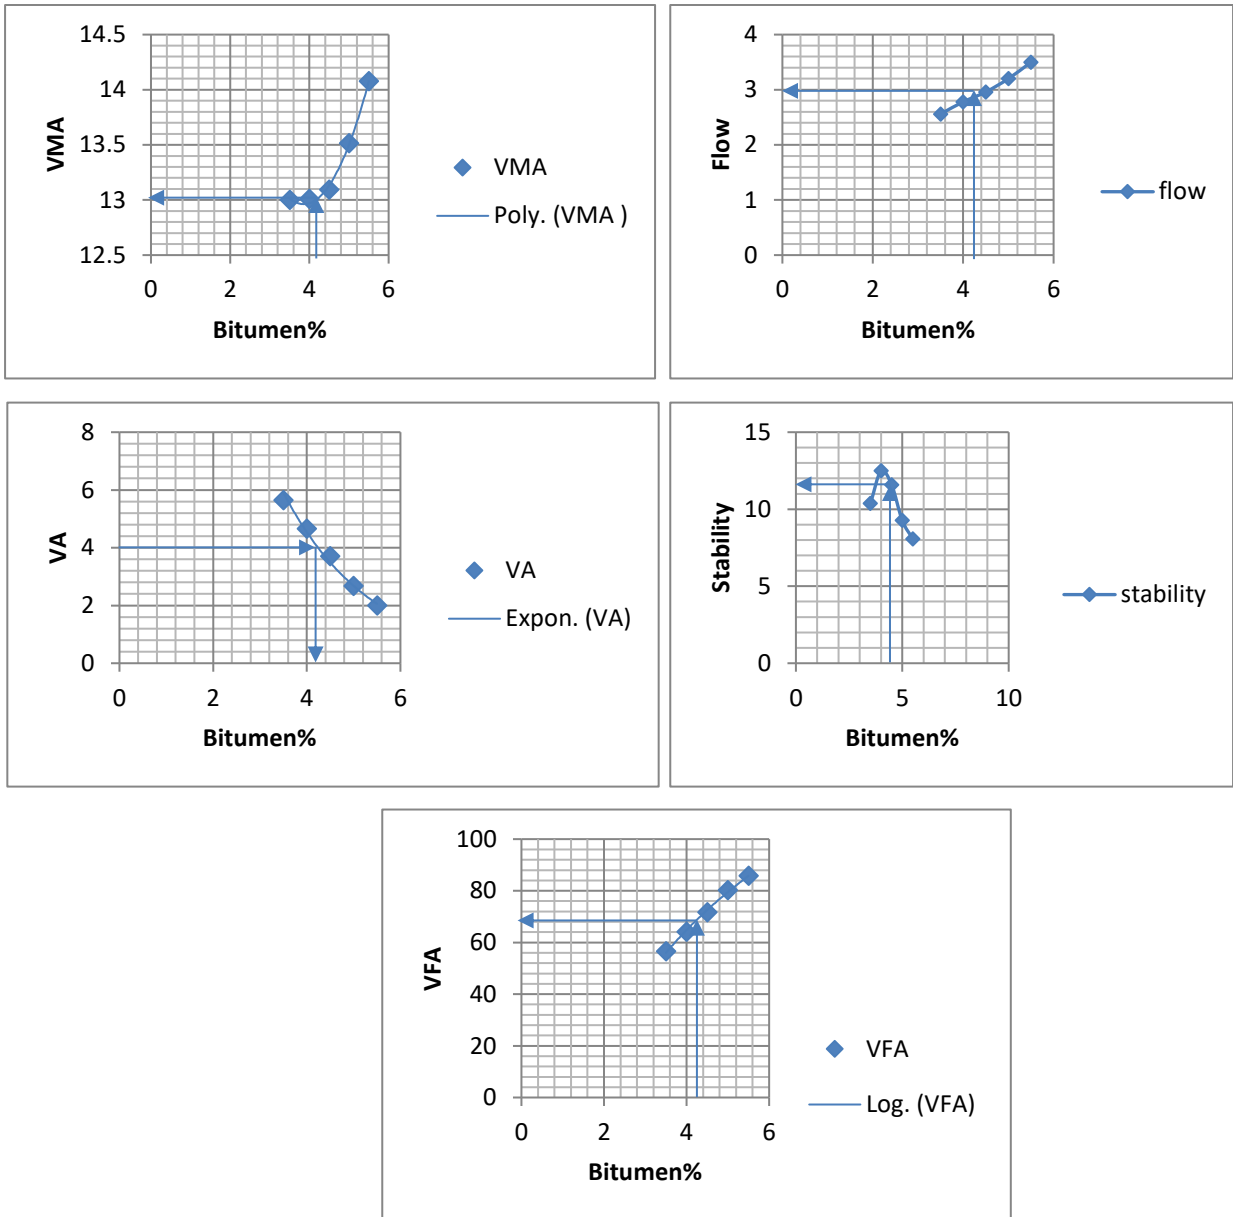 14.5
14
13.5
13
12.5
0 2 4 6
VMA
Bitumen%
VMA
Poly. (VMA )
4
3
2
1
0
0 2 4 6
Flow
Bitumen%
flow
8
6
4
2
0
0 2 4 6
VA
Bitumen%
VA
Expon. (VA)
15
10
5
0
0 5 10
Stability
Bitumen%
stability
100
80
60
40
20
0
0 2 4 6
VFA
Bitumen%
VFA
Log. (VFA)